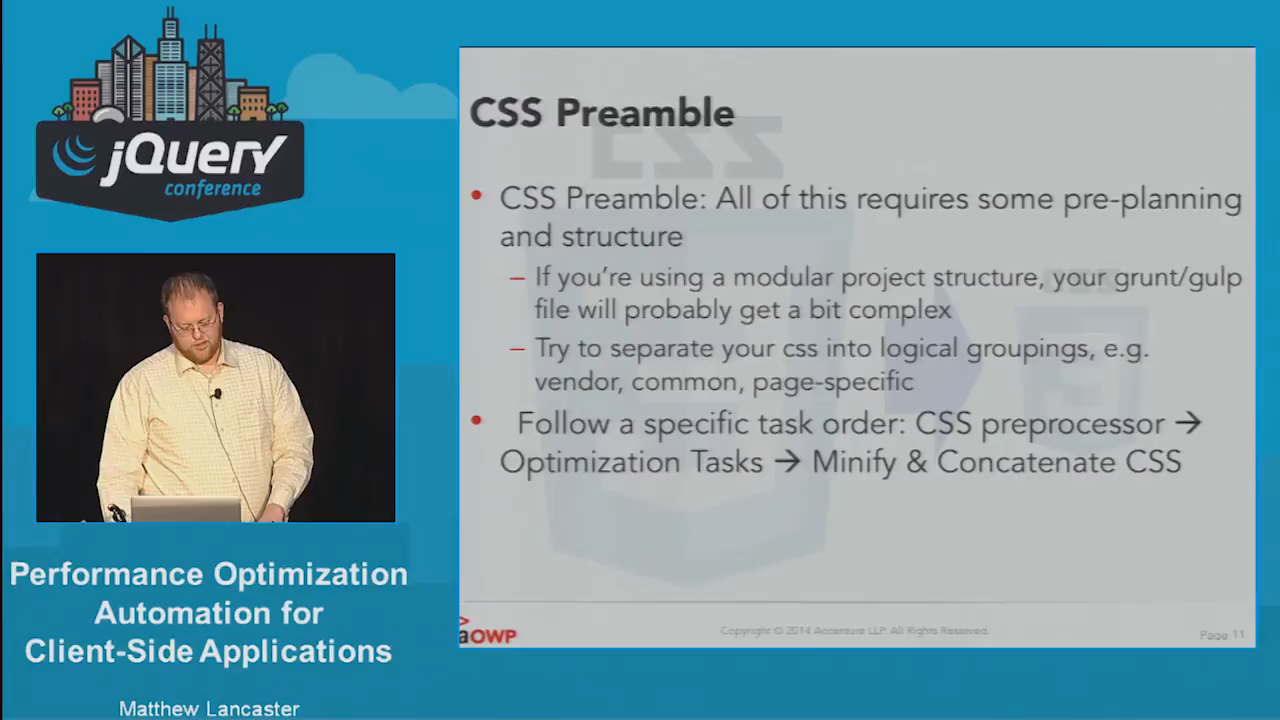 jQuery
conference
Performance Optimization
Automation for
Client-Side Applications
Matthew Lancaster
CSS Preamble
• CSS Preamble: All of this requires some pre-planning
and structure
– If you’re using a modular project structure, your grunt/gulp
file will probably get a bit complex
– Try to separate your css into logical groupings, e.g.
vendor, common, page-specific
• Follow a specific task order: CSS preprocessor →
Optimization Tasks → Minify & Concatenate CSS
aOWP
Copyright © 2014 Accenture LLP. All Rights Reserved.
Page 11